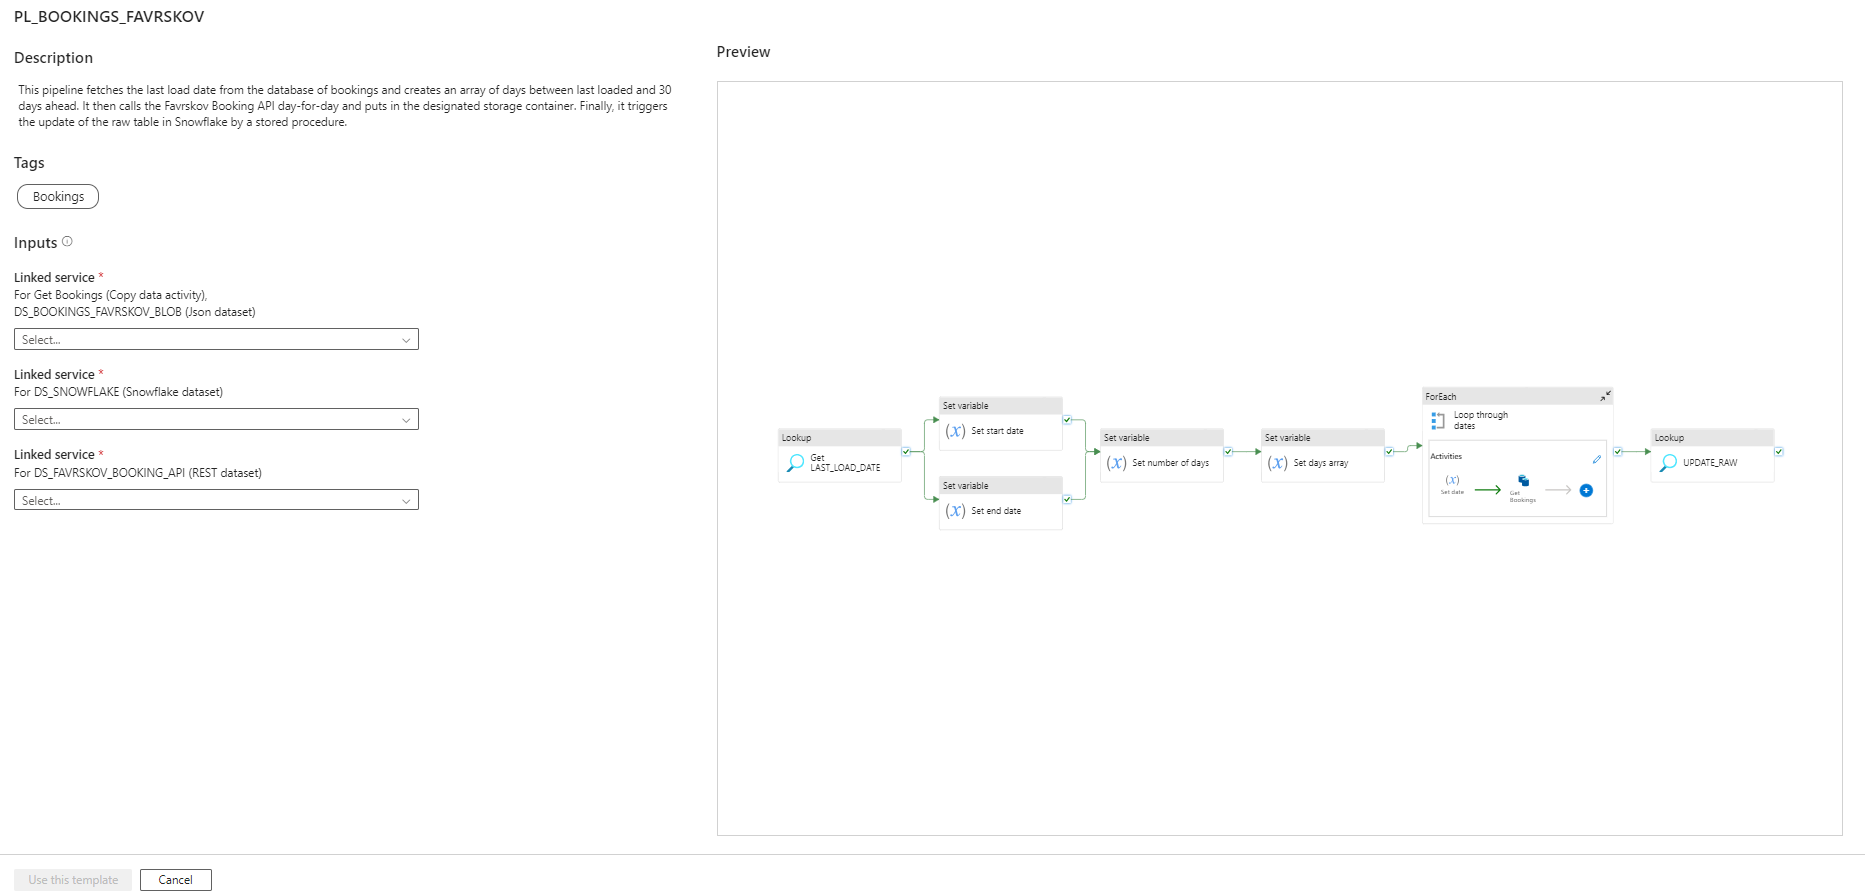 PL_BOOKINGS_FAVRSKOV
Description
This pipeline fetches the last load date from the database of bookings and creates an array of days between last loaded and 30
days ahead. It then calls the Favrskov Booking API day-for-day and puts in the designated storage container. Finally, it triggers
the update of the raw table in Snowflake by a stored procedure.
Tags
Bookings
Inputs
Linked service *
For Get Bookings (Copy data activity),
DS_BOOKINGS_FAVRSKOV_BLOB (Json dataset)
Select...
Linked service *
For DS_SNOWFLAKE (Snowflake dataset)
Select...
Linked service *
For DS_FAVRSKOV_BOOKING_API (REST dataset)
Select...
Preview
Lookup
Get
LAST_LOAD_DATE
Set variable
(x) Set start date
Set variable
(x) Set end date
Set variable
(x) Set number of days
Set variable
(x) Set days array
ForEach
Loop through
dates
Activities
(x)
Set date
Get
Bookings
Lookup
UPDATE_RAW
Use this template
Cancel